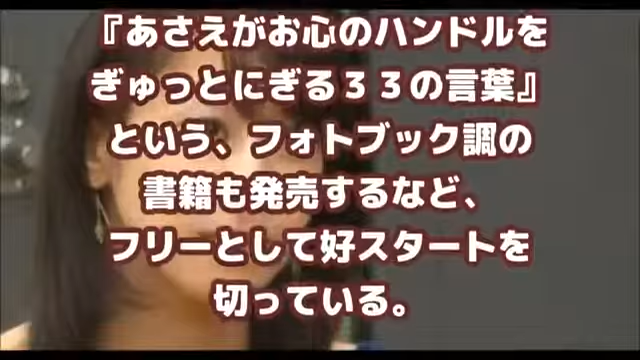 『あさえがお心のハンドルを
ぎゅっとにぎる３３の言葉』
という、フォトブック調の
書籍も発売するなど、
フリーとして好スタートを
切っている。